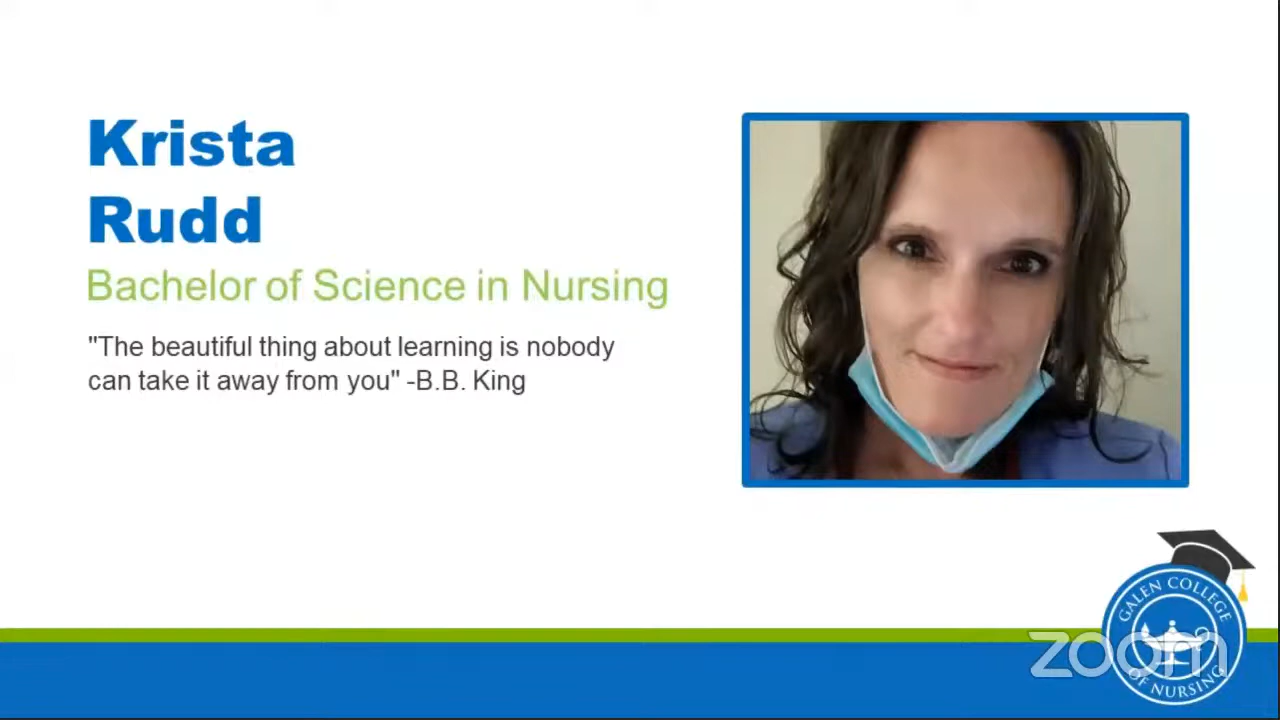 Krista
Rudd
Bachelor of Science in Nursing
"The beautiful thing about learning is nobody
can take it away from you" -B.B. King
GALEN COLLEGE
OF NURSING
zoom